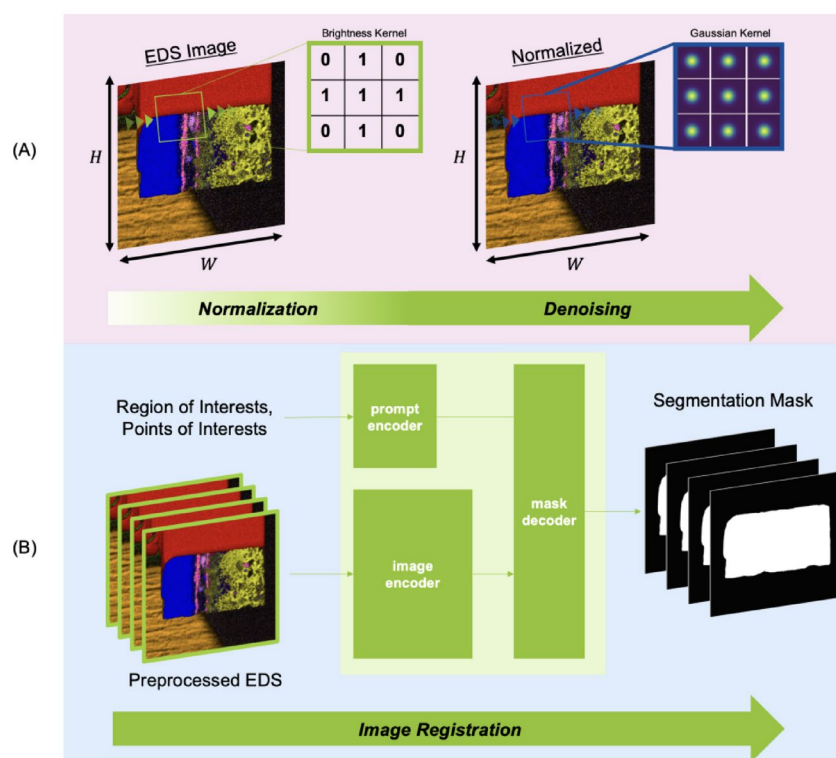 (A)
EDS Image
Brightness Kernel
0 1 0
1 1 1
0 1 0
H
W
Normalized
Gaussian Kernel
H
W
Normalization
Denoising
(B)
Region of Interests,
Points of Interests
prompt
encoder
image
encoder
mask
decoder
Segmentation Mask
Preprocessed EDS
Image Registration